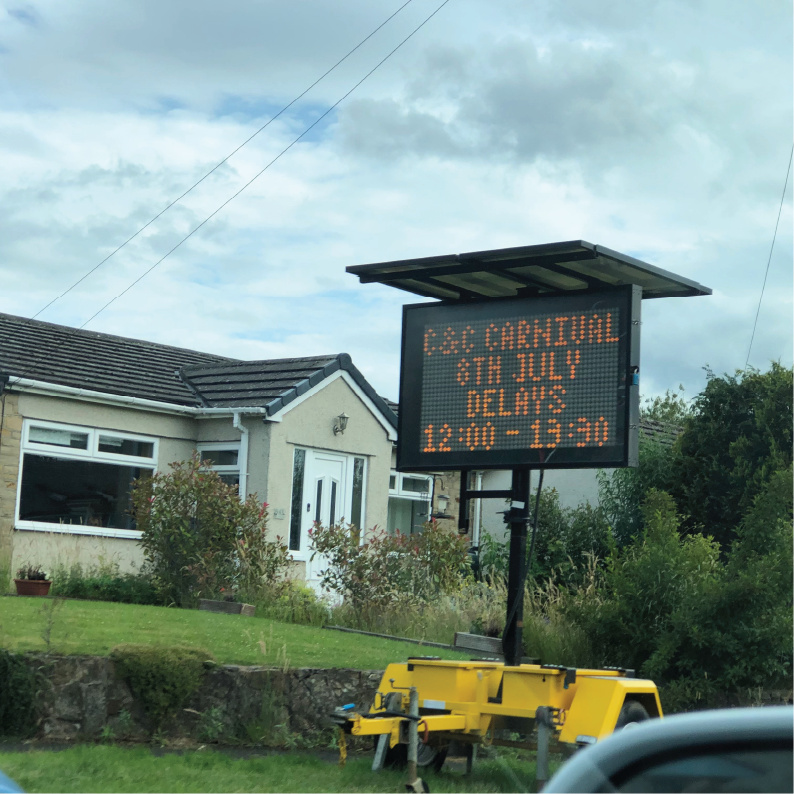 C&C CARNIVAL
6TH JULY
DELAYS
12:00 - 13:30